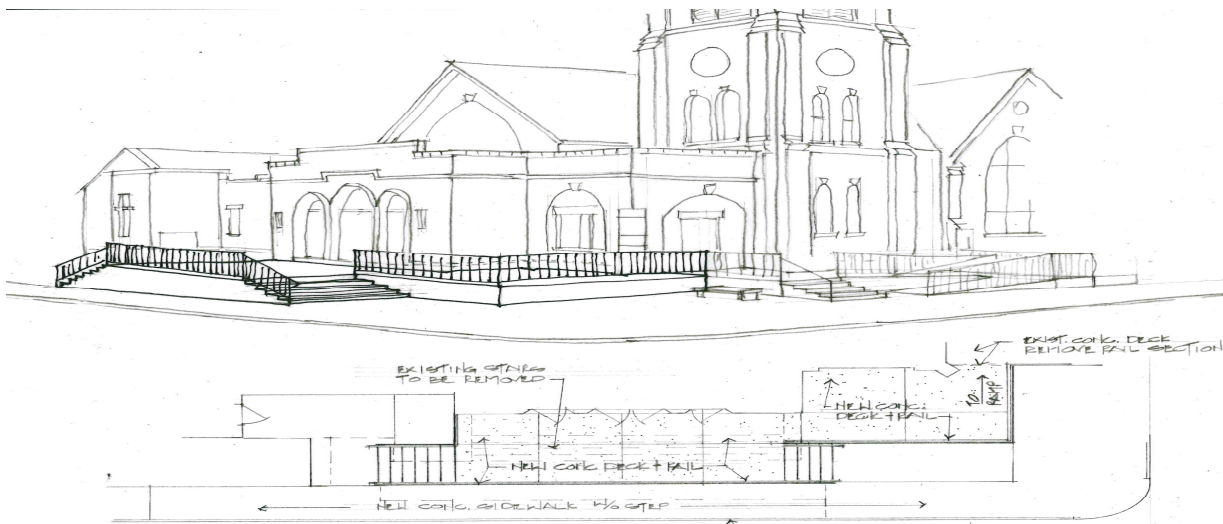 EXIST. CONC. DECK
REMOVE RAIL SECTION
EXISTING STAIRS
TO BE REMOVED
TO
RAMP
NEW CONC.
DECK + RAIL
NEW CONC DECK + RAIL
NEW CONC. SIDEWALK W/O STEP